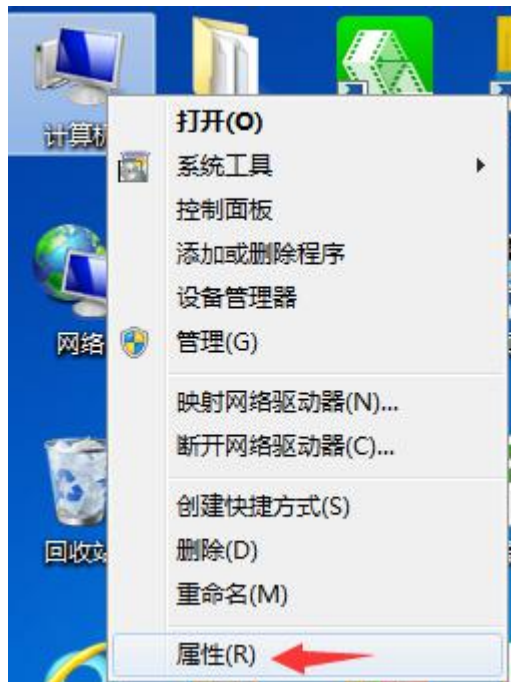 计算机
打开(O)
系统工具
控制面板
添加或删除程序
设备管理器
网络
管理(G)
映射网络驱动器(N)...
断开网络驱动器(C)...
创建快捷方式(S)
回收站
删除(D)
重命名(M)
属性(R)